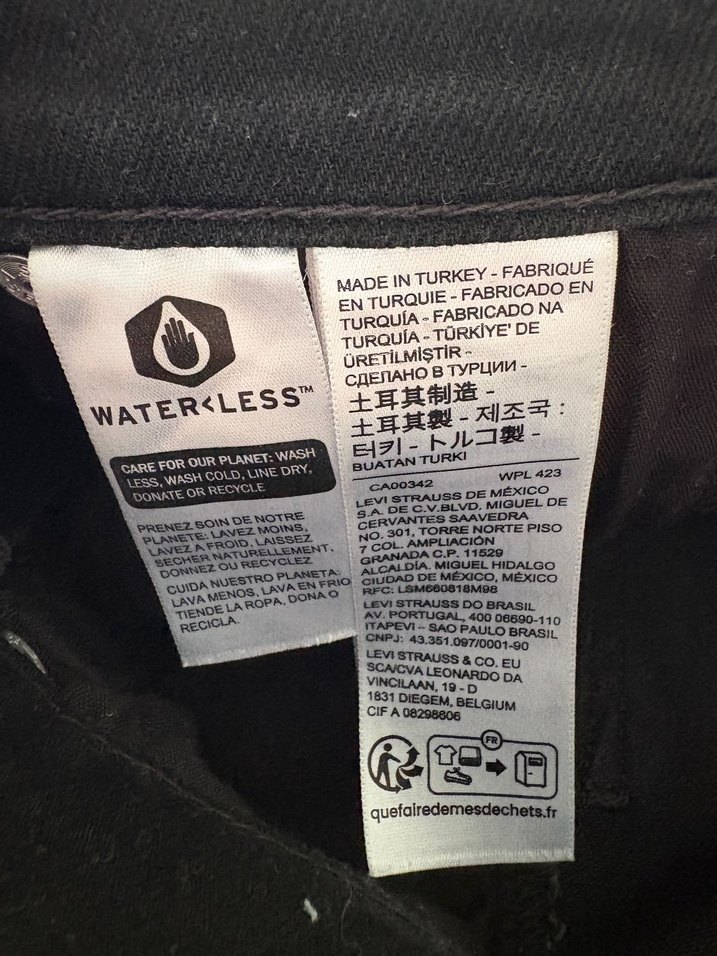 WATER<LESS™
CARE FOR OUR PLANET: WASH
LESS, WASH COLD, LINE DRY,
DONATE OR RECYCLE
PRENEZ SOIN DE NOTRE
PLANETE: LAVEZ MOINS,
LAVEZ A FROID, LAISSEZ
SECHER NATURELLEMENT,
DONNEZ OU RECYCLEZ
CUIDA NUESTRO PLANETA:
LAVA MENOS, LAVA EN FRIO
TIENDE LA ROPA, DONA O
RECICLA.
MADE IN TURKEY - FABRIQUÉ
EN TURQUIE - FABRICADO EN
TURQUÍA - FABRICADO NA
TURQUÍA - TÜRKİYE' DE
ÜRETİLMİŞTİR -
СДЕЛАНО В ТУРЦИИ -
土耳其制造 -
土耳其製 - 제조국 :
터키 - トルコ製 -
BUATAN TURKI
CA00342 WPL 423
LEVI STRAUSS DE MÉXICO
S.A. DE C.V.BLVD. MIGUEL DE
CERVANTES SAAVEDRA
NO. 301, TORRE NORTE PISO
7 COL. AMPLIACIÓN
GRANADA C.P. 11529
ALCALDÍA. MIGUEL HIDALGO
CIUDAD DE MÉXICO, MÉXICO
RFC: LSM660818M98
LEVI STRAUSS DO BRASIL
AV. PORTUGAL, 400 06690-110
ITAPEVI - SAO PAULO BRASIL
CNPJ: 43.351.097/0001-90
LEVI STRAUSS & CO. EU
SCA/CVA LEONARDO DA
VINCILAAN, 19 - D
1831 DIEGEM, BELGIUM
CIF A 08298606
FR
quefairedemesdechets.fr